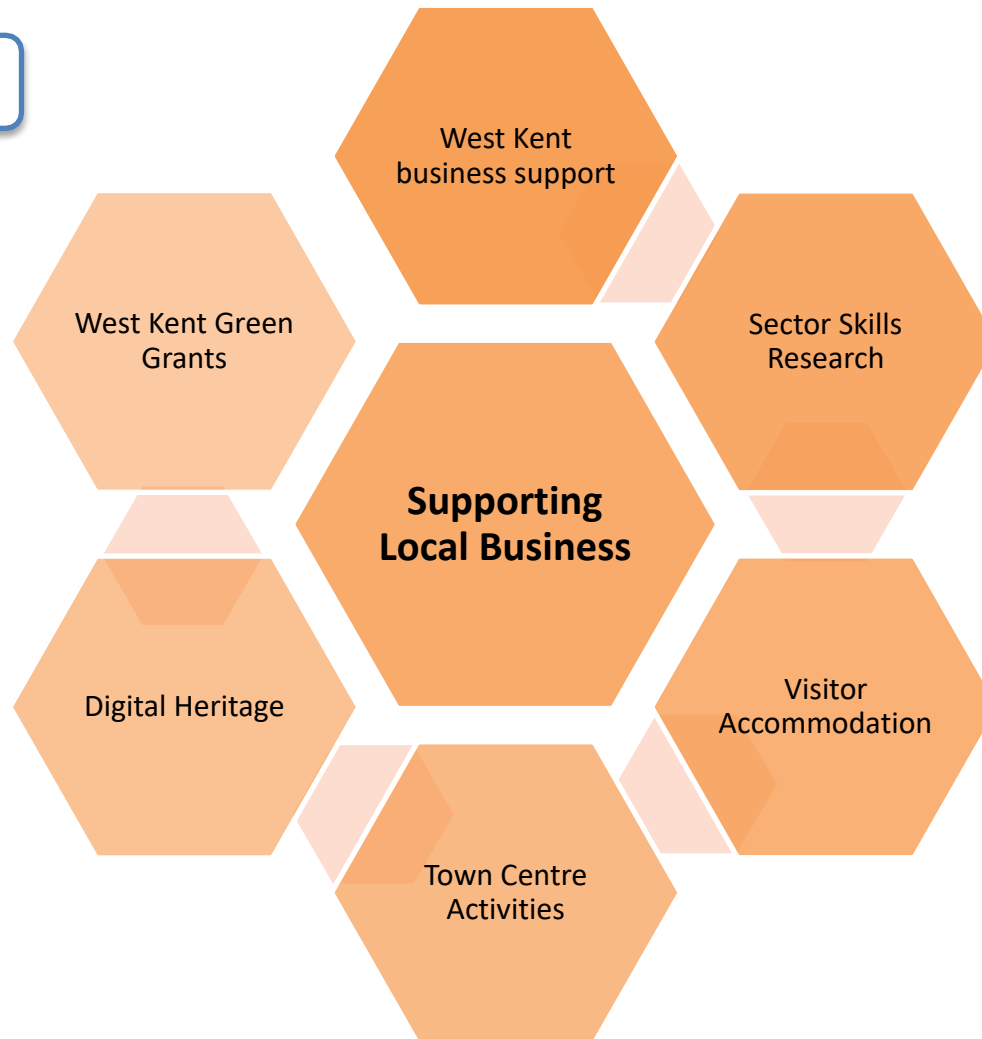 West Kent
business support
Sector Skills
Research
Visitor
Accommodation
Town Centre
Activities
Digital Heritage
West Kent Green
Grants
Supporting
Local Business